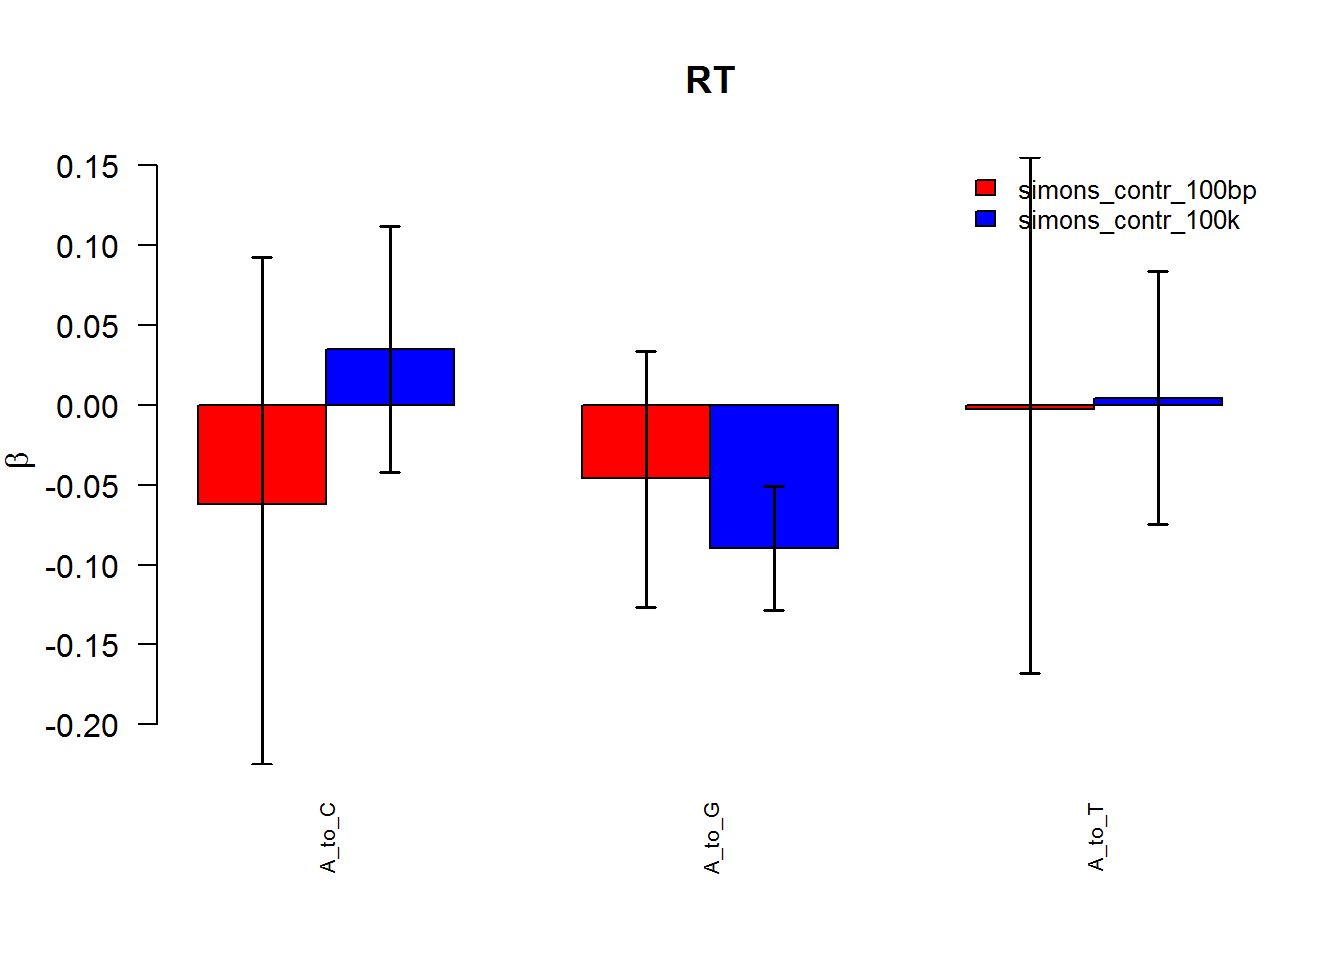 RT
0.15
0.10
0.05
0.00
-0.05
-0.10
-0.15
-0.20
β
simons_contr_100bp
simons_contr_100k
A_to_C
A_to_G
A_to_T